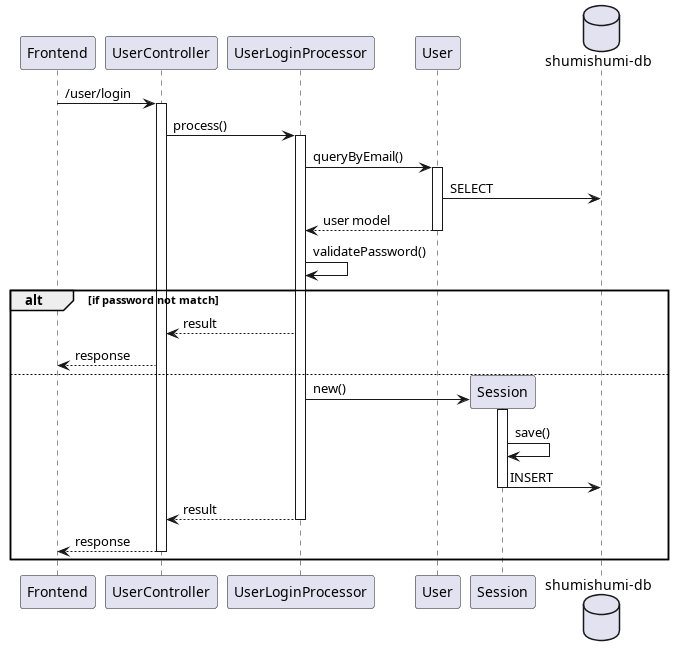 shumishumi-db
Frontend UserController UserLoginProcessor User
/user/login
process()
queryByEmail()
SELECT
user model
validatePassword()
alt [if password not match]
result
response
Session
new()
save()
INSERT
result
response
Frontend UserController UserLoginProcessor User Session shumishumi-db